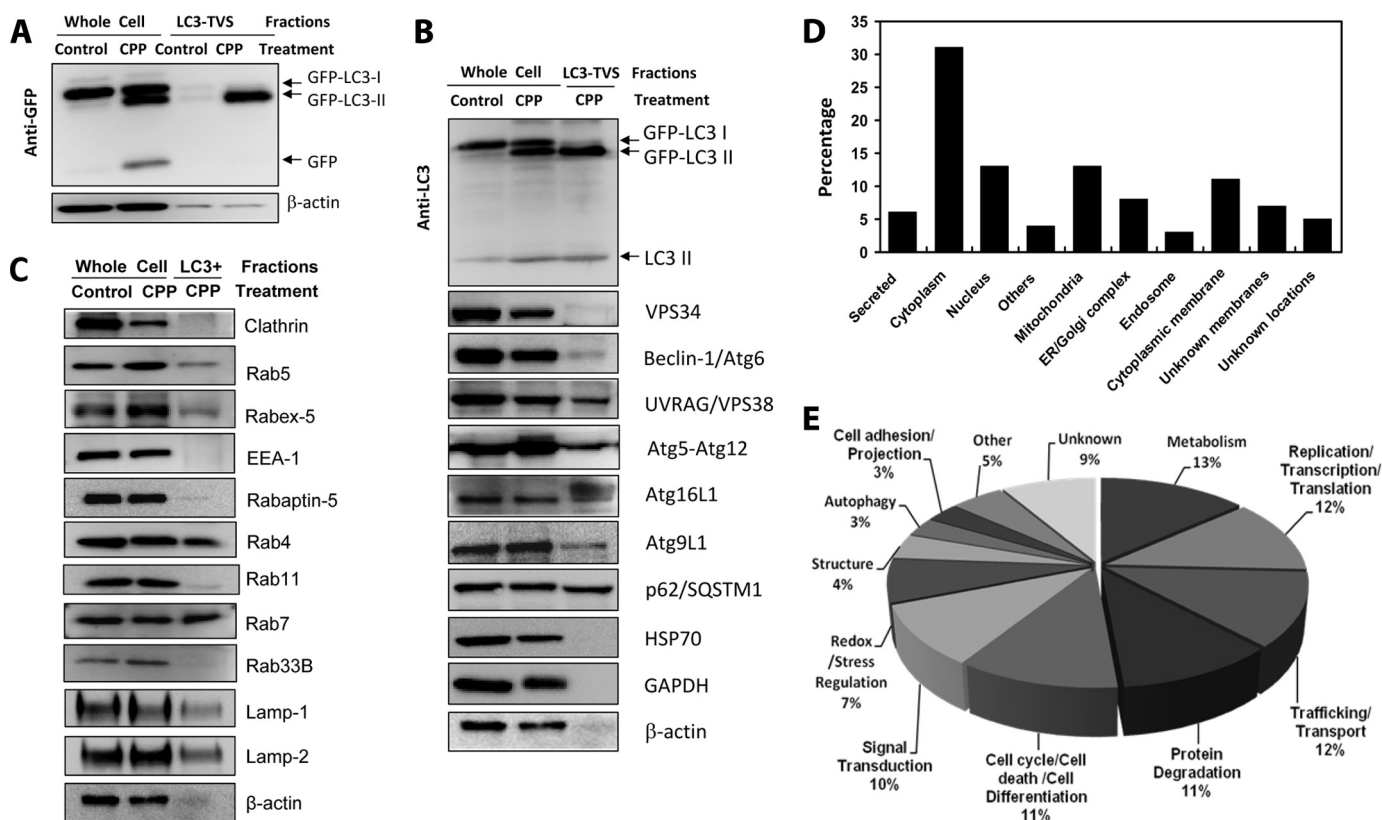 A
Whole Cell LC3-TVS Fractions
Control CPP Control CPP Treatment
Anti-GFP
GFP-LC3-I
GFP-LC3-II
GFP
β-actin
B
Whole Cell LC3-TVS Fractions
Control CPP CPP Treatment
Anti-LC3
GFP-LC3 I
GFP-LC3 II
LC3 II
VPS34
Beclin-1/Atg6
UVRAG/VPS38
Atg5-Atg12
Atg16L1
Atg9L1
p62/SQSTM1
HSP70
GAPDH
β-actin
C
Whole Cell LC3+ Fractions
Control CPP CPP Treatment
Clathrin
Rab5
Rabex-5
EEA-1
Rabaptin-5
Rab4
Rab11
Rab7
Rab33B
Lamp-1
Lamp-2
β-actin
D
Percentage
35
30
25
20
15
10
5
0
Secreted
Cytoplasm
Nucleus
Others
Mitochondria
ER/Golgi complex
Endosome
Cytoplasmic membrane
Unknown membranes
Unknown locations
E
Metabolism
13%
Replication/
Transcription/
Translation
12%
Trafficking/
Transport
12%
Protein
Degradation
11%
Cell cycle/Cell
death /Cell
Differentiation
11%
Signal
Transduction
10%
Redox
/Stress
Regulation
7%
Structure
4%
Autophagy
3%
Cell adhesion/
Projection
3%
Other
5%
Unknown
9%